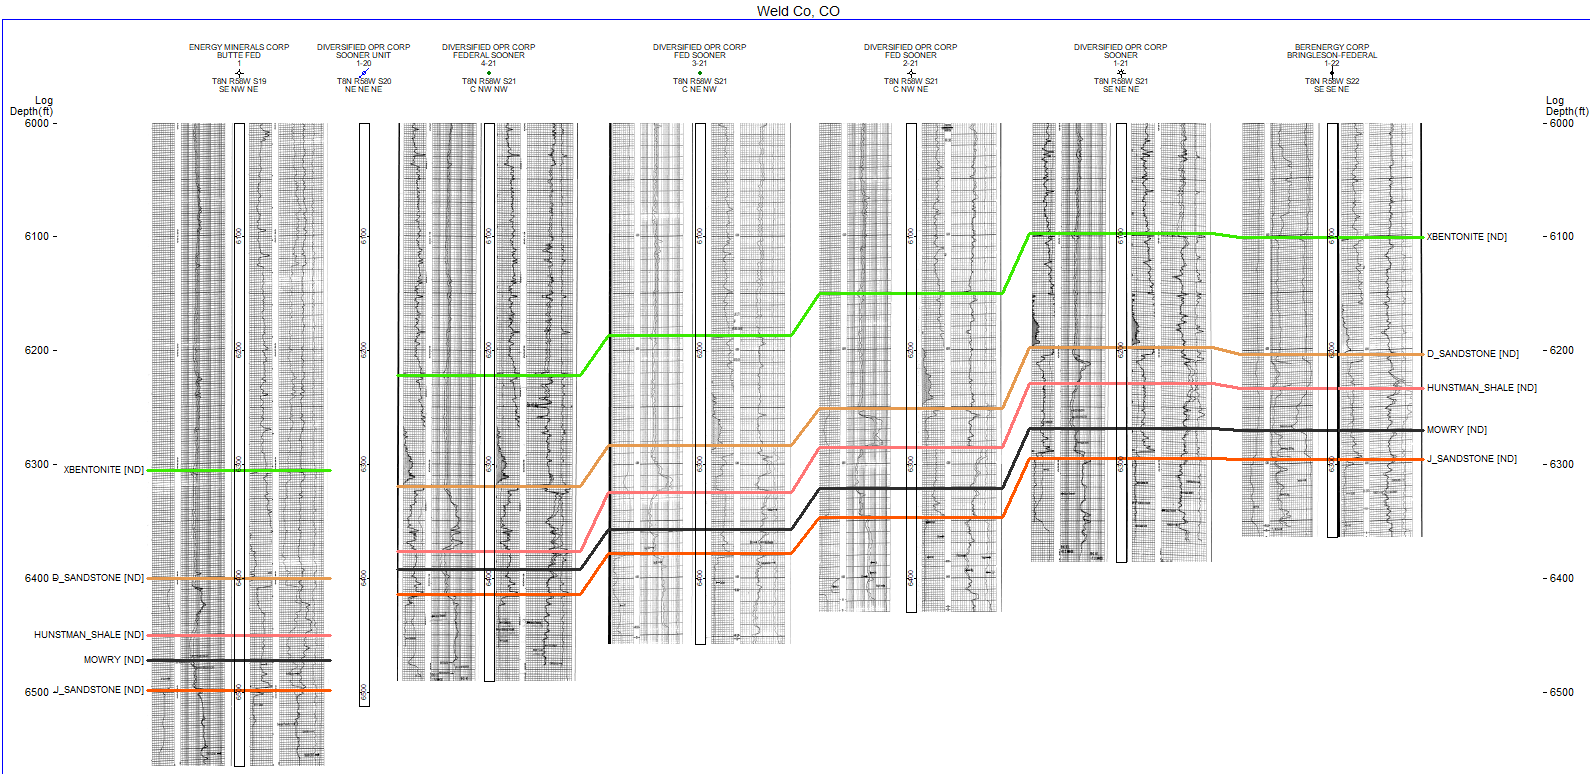 Weld Co, CO
ENERGY MINERALS CORP
BUTTE FED
1
T8N R58W S19
SE NW NE
DIVERSIFIED OPR CORP
SOONER UNIT
1-20
T8N R58W S20
NE NE NE
DIVERSIFIED OPR CORP
FEDERAL SOONER
4-21
T8N R58W S21
C NW NW
DIVERSIFIED OPR CORP
FED SOONER
3-21
T8N R58W S21
C NE NW
DIVERSIFIED OPR CORP
FED SOONER
2-21
T8N R58W S21
C NW NE
DIVERSIFIED OPR CORP
SOONER
1-21
T8N R58W S21
SE NE NE
BERENERGY CORP
BRINGLESON-FEDERAL
1-22
T8N R58W S22
SE SE NE
Log
Depth(ft)
6000
6100
6200
6300
6400
6500
XBENTONITE [ND]
D_SANDSTONE [ND]
HUNSTMAN_SHALE [ND]
MOWRY [ND]
J_SANDSTONE [ND]
Log
Depth(ft)
6000
6100
6200
6300
6400
6500
XBENTONITE [ND]
D_SANDSTONE [ND]
HUNSTMAN_SHALE [ND]
MOWRY [ND]
J_SANDSTONE [ND]